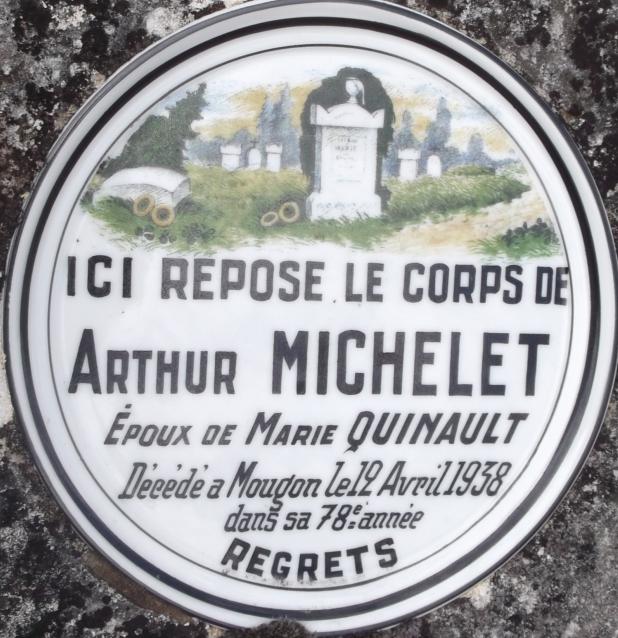 ICI REPOSE LE CORPS DE
ARTHUR MICHELET
ÉPOUX DE MARIE QUINAULT
Décédé a Mougon le 12 Avril 1938
dans sa 78e année
REGRETS